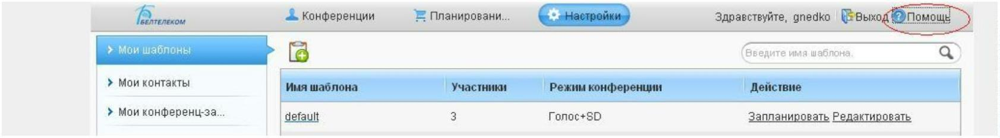 БЕЛТЕЛЕКОМ Конференции Планировани... Настройки Здравствуйте, gnedko Выход Помощь
Мои шаблоны Введите имя шаблона.
Мои контакты Имя шаблона Участники Режим конференции Действие
Мои конференц-за... default 3 Голос+SD Запланировать Редактировать